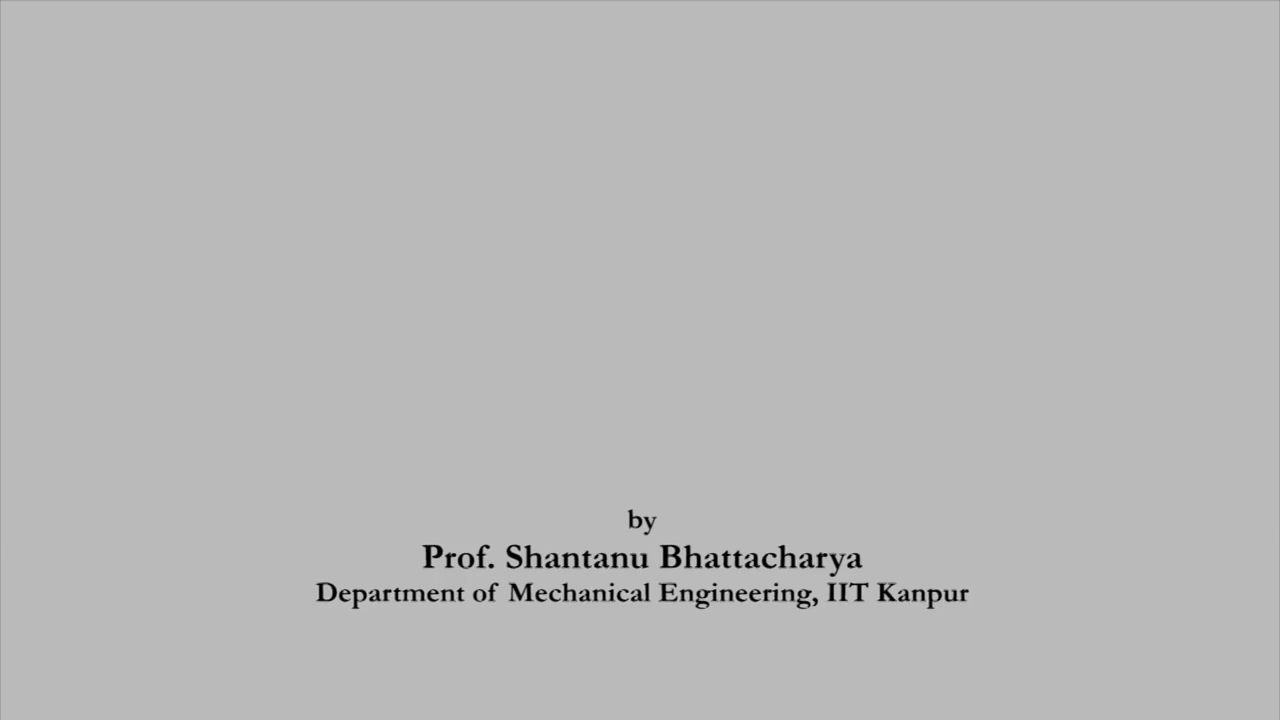 by
Prof. Shantanu Bhattacharya
Department of Mechanical Engineering, IIT Kanpur